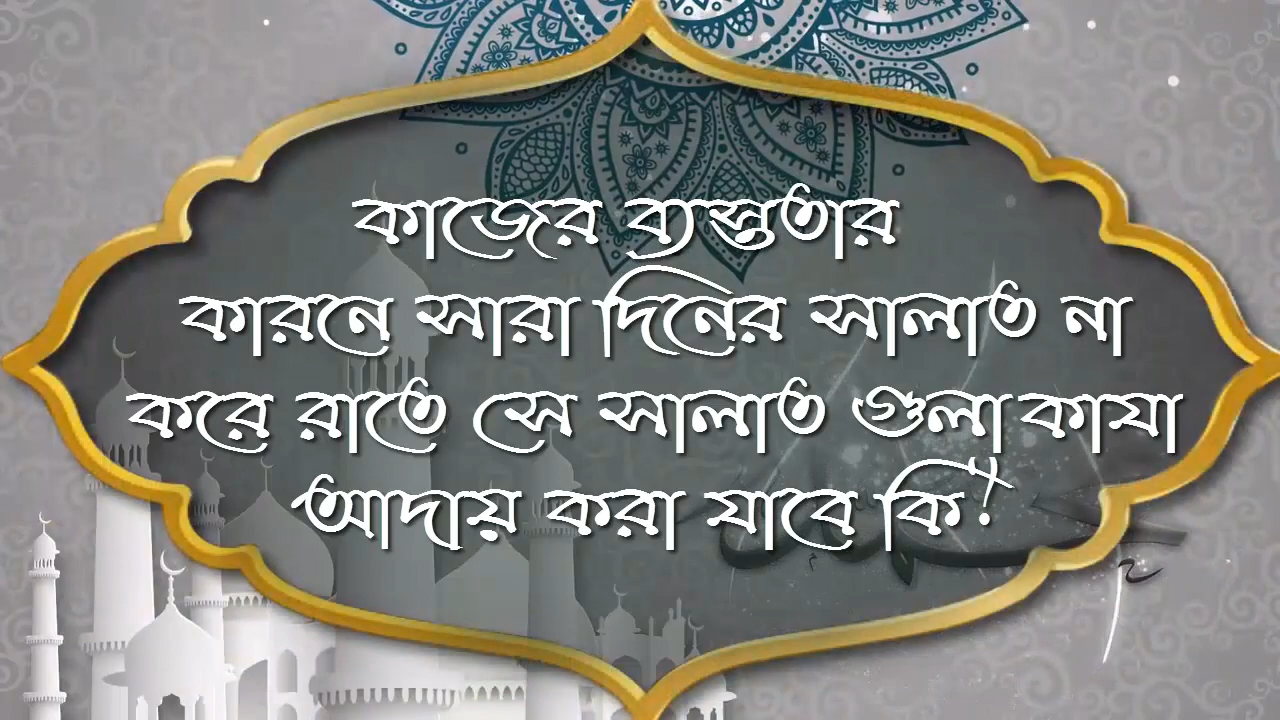 কাজের ব্যস্ততার
কারনে সারা দিনের সালাত না
করে রাতে সে সালাত গুলা কাযা
আদায় করা যাবে কি?